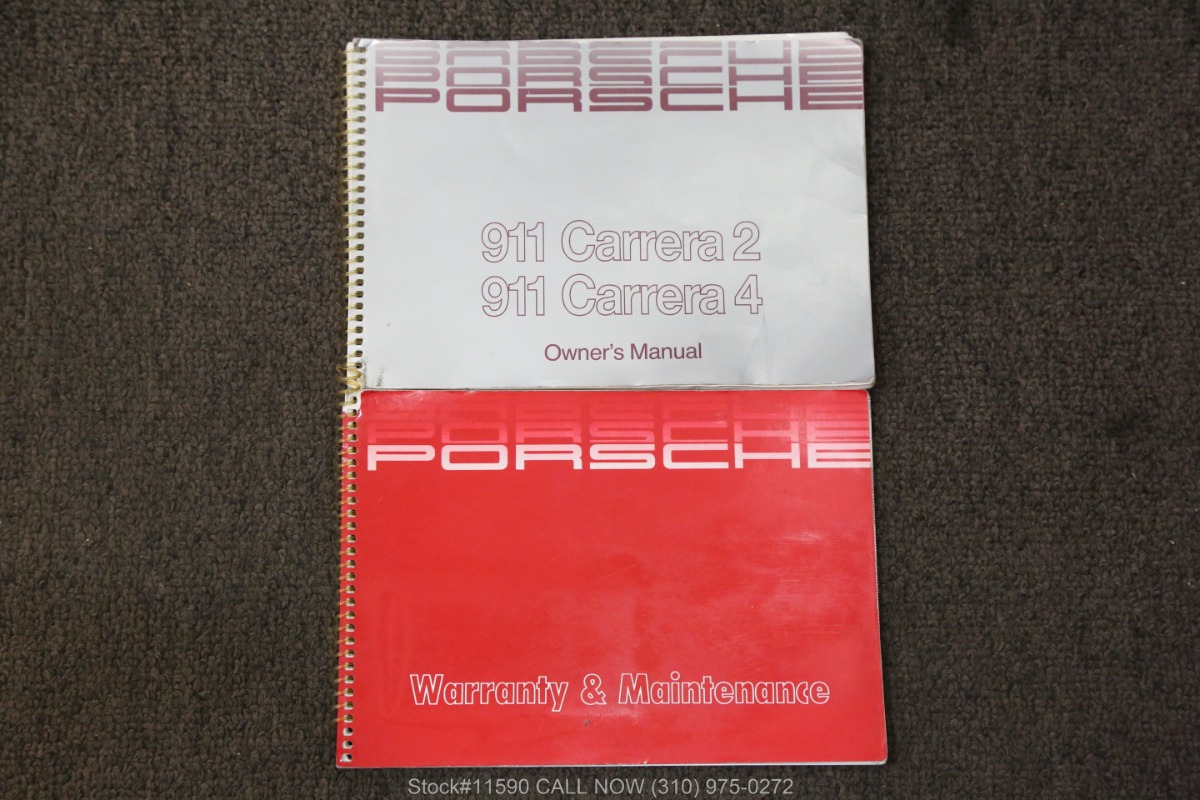 PORSCHE
PORSCHE
PORSCHE
911 Carrera 2
911 Carrera 4
Owner's Manual
PORSCHE
PORSCHE
PORSCHE
Warranty & Maintenance
Stock#11590 CALL NOW (310) 975-0272